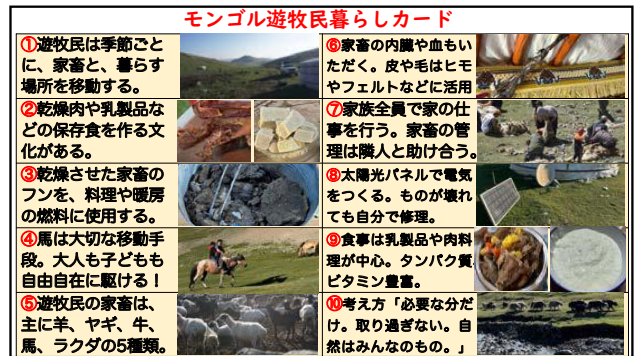 モンゴル遊牧民暮らしカード
①遊牧民は季節ごと
に、家畜と、暮らす
場所を移動する。
②乾燥肉や乳製品な
どの保存食を作る文
化がある。
③乾燥させた家畜の
フンを、料理や暖房
の燃料に使用する。
④馬は大切な移動手
段。大人も子どもも
自由自在に駆ける！
⑤遊牧民の家畜は、
主に羊、ヤギ、牛、
馬、ラクダの5種類。
⑥家畜の内臓や血もい
ただく。皮や毛はヒモ
やフェルトなどに活用
⑦家族全員で家の仕
事を行う。家畜の管
理は隣人と助け合う。
⑧太陽光パネルで電気
をつくる。ものが壊れ
ても自分で修理。
⑨食事は乳製品や肉料
理が中心。タンパク質
ビタミン豊富。
⑩考え方「必要な分だ
け。取り過ぎない。自
然はみんなのもの。」